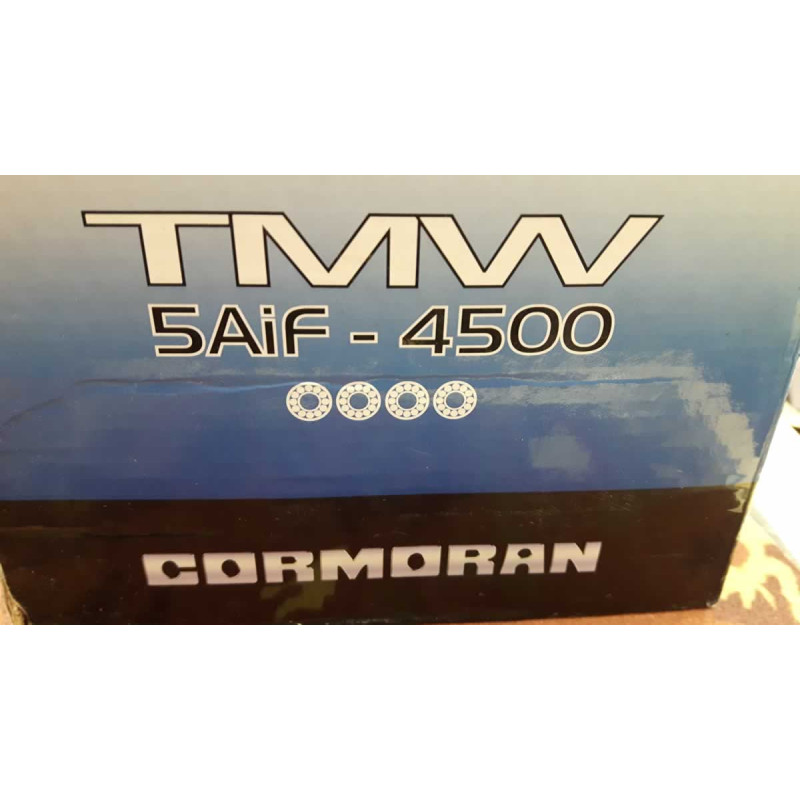 TMW
5AiF - 4500
CORMORAN